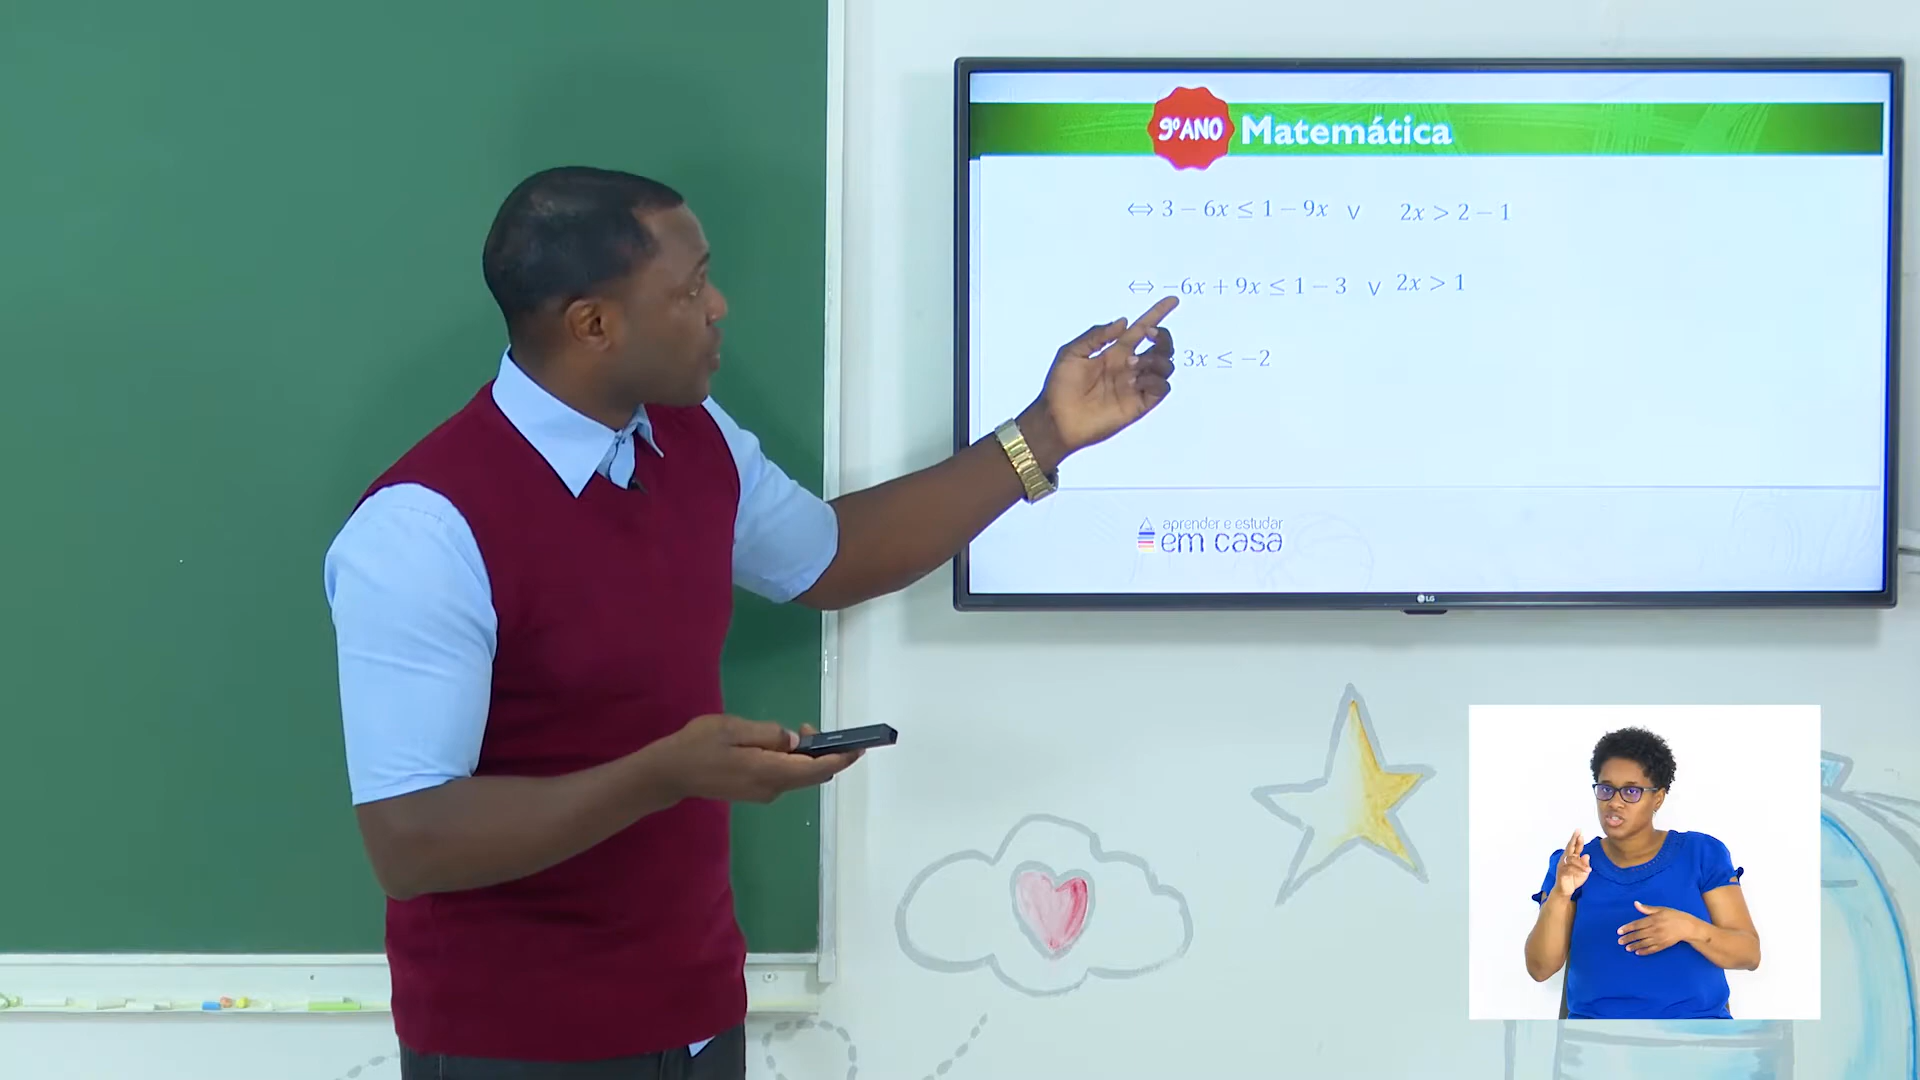 9º ANO Matemática
⇔ 3 − 6x ≤ 1 − 9x ∨ 2x > 2 − 1
⇔ −6x + 9x ≤ 1 − 3 ∨ 2x > 1
3x ≤ −2
aprender e estudar
em casa
LG